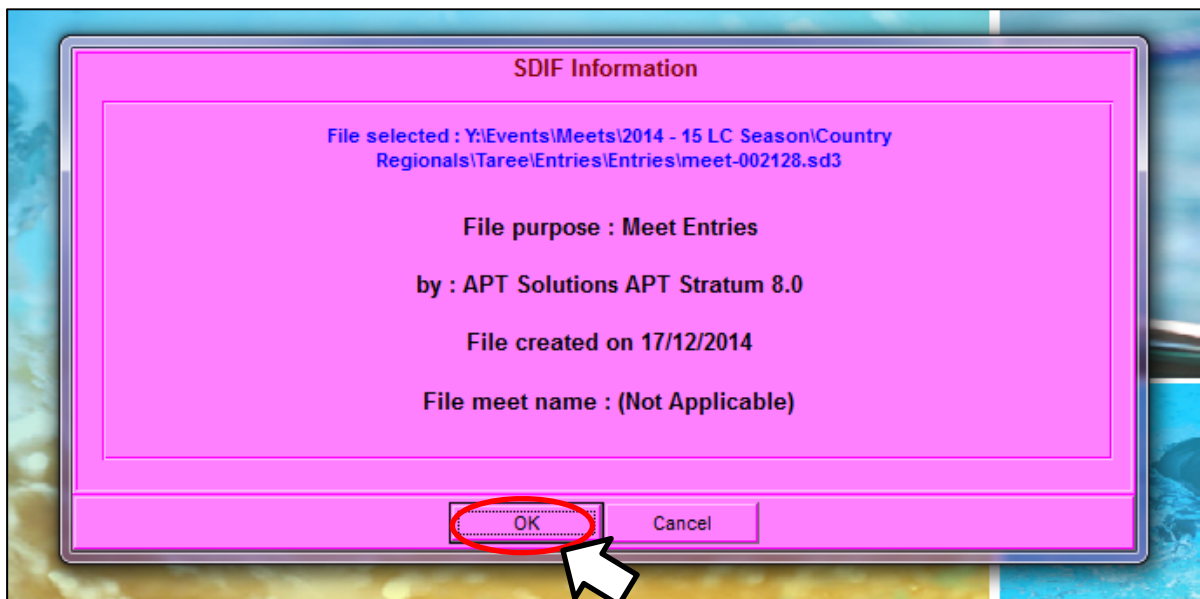 SDIF Information
File selected : Y:\Events\Meets\2014 - 15 LC Season\Country
Regionals\Taree\Entries\Entries\meet-002128.sd3
File purpose : Meet Entries
by : APT Solutions APT Stratum 8.0
File created on 17/12/2014
File meet name : (Not Applicable)
OK
Cancel